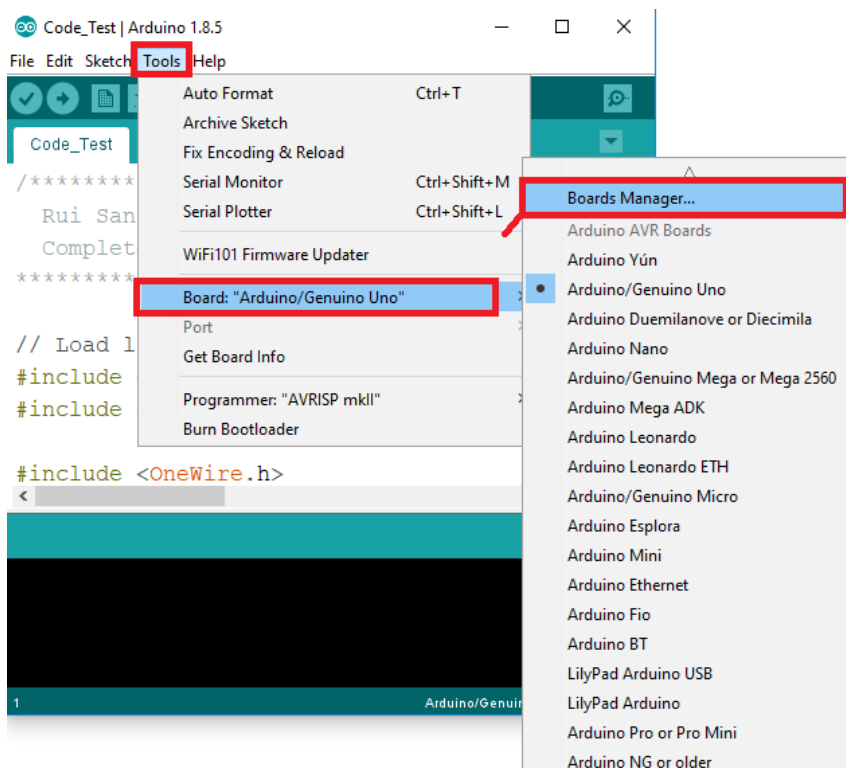 Code_Test | Arduino 1.8.5
File Edit Sketch Tools Help
Auto Format Ctrl+T
Archive Sketch
Fix Encoding & Reload
Serial Monitor Ctrl+Shift+M
Serial Plotter Ctrl+Shift+L
WiFi101 Firmware Updater
Board: "Arduino/Genuino Uno"
Port
Get Board Info
Programmer: "AVRISP mkII"
Burn Bootloader
Code_Test
/********
Rui San
Complet
*********
// Load l
#include
#include
#include <OneWire.h>
1 Arduino/Genuin
Boards Manager...
Arduino AVR Boards
Arduino Yún
Arduino/Genuino Uno
Arduino Duemilanove or Diecimila
Arduino Nano
Arduino/Genuino Mega or Mega 2560
Arduino Mega ADK
Arduino Leonardo
Arduino Leonardo ETH
Arduino/Genuino Micro
Arduino Esplora
Arduino Mini
Arduino Ethernet
Arduino Fio
Arduino BT
LilyPad Arduino USB
LilyPad Arduino
Arduino Pro or Pro Mini
Arduino NG or older